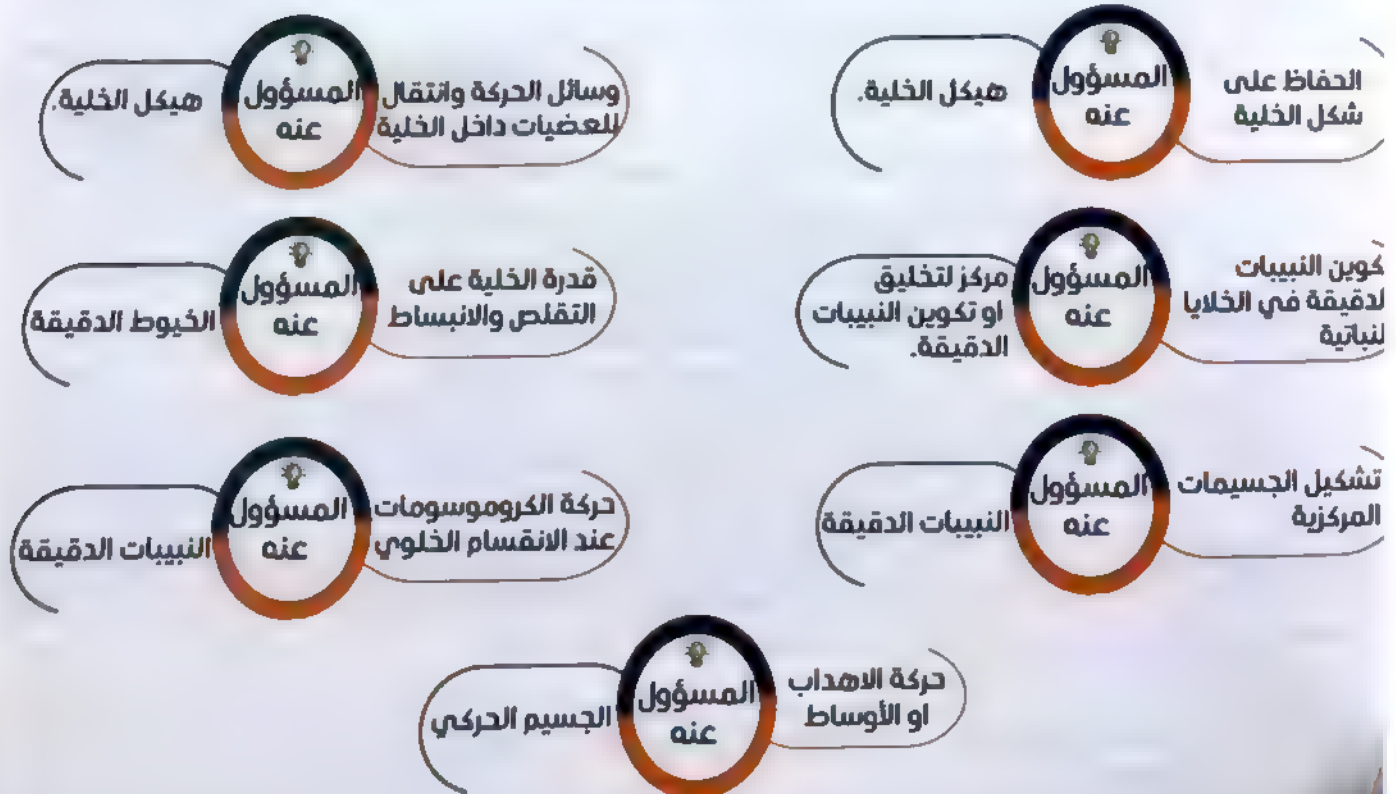 الحفاظ على
شكل الخلية
المسؤول
عنه
هيكل الخلية.
وسائل الحركة وانتقال
للعضيات داخل الخلية
المسؤول
عنه
هيكل الخلية.
كوين النبيبات
لدقيقة في الخلايا
لنباتية
المسؤول
عنه
مركز لتخليق
او تكوين النبيبات
الدقيقة.
قدرة الخلية على
التقلص والانبساط
المسؤول
عنه
الخيوط الدقيقة
تشكيل الجسيمات
المركزية
المسؤول
عنه
النبيبات الدقيقة
حركة الكروموسومات
عند الانقسام الخلوي
المسؤول
عنه
النبيبات الدقيقة
حركة الاهداب
او الأوساط
المسؤول
عنه
الجسيم الحركي